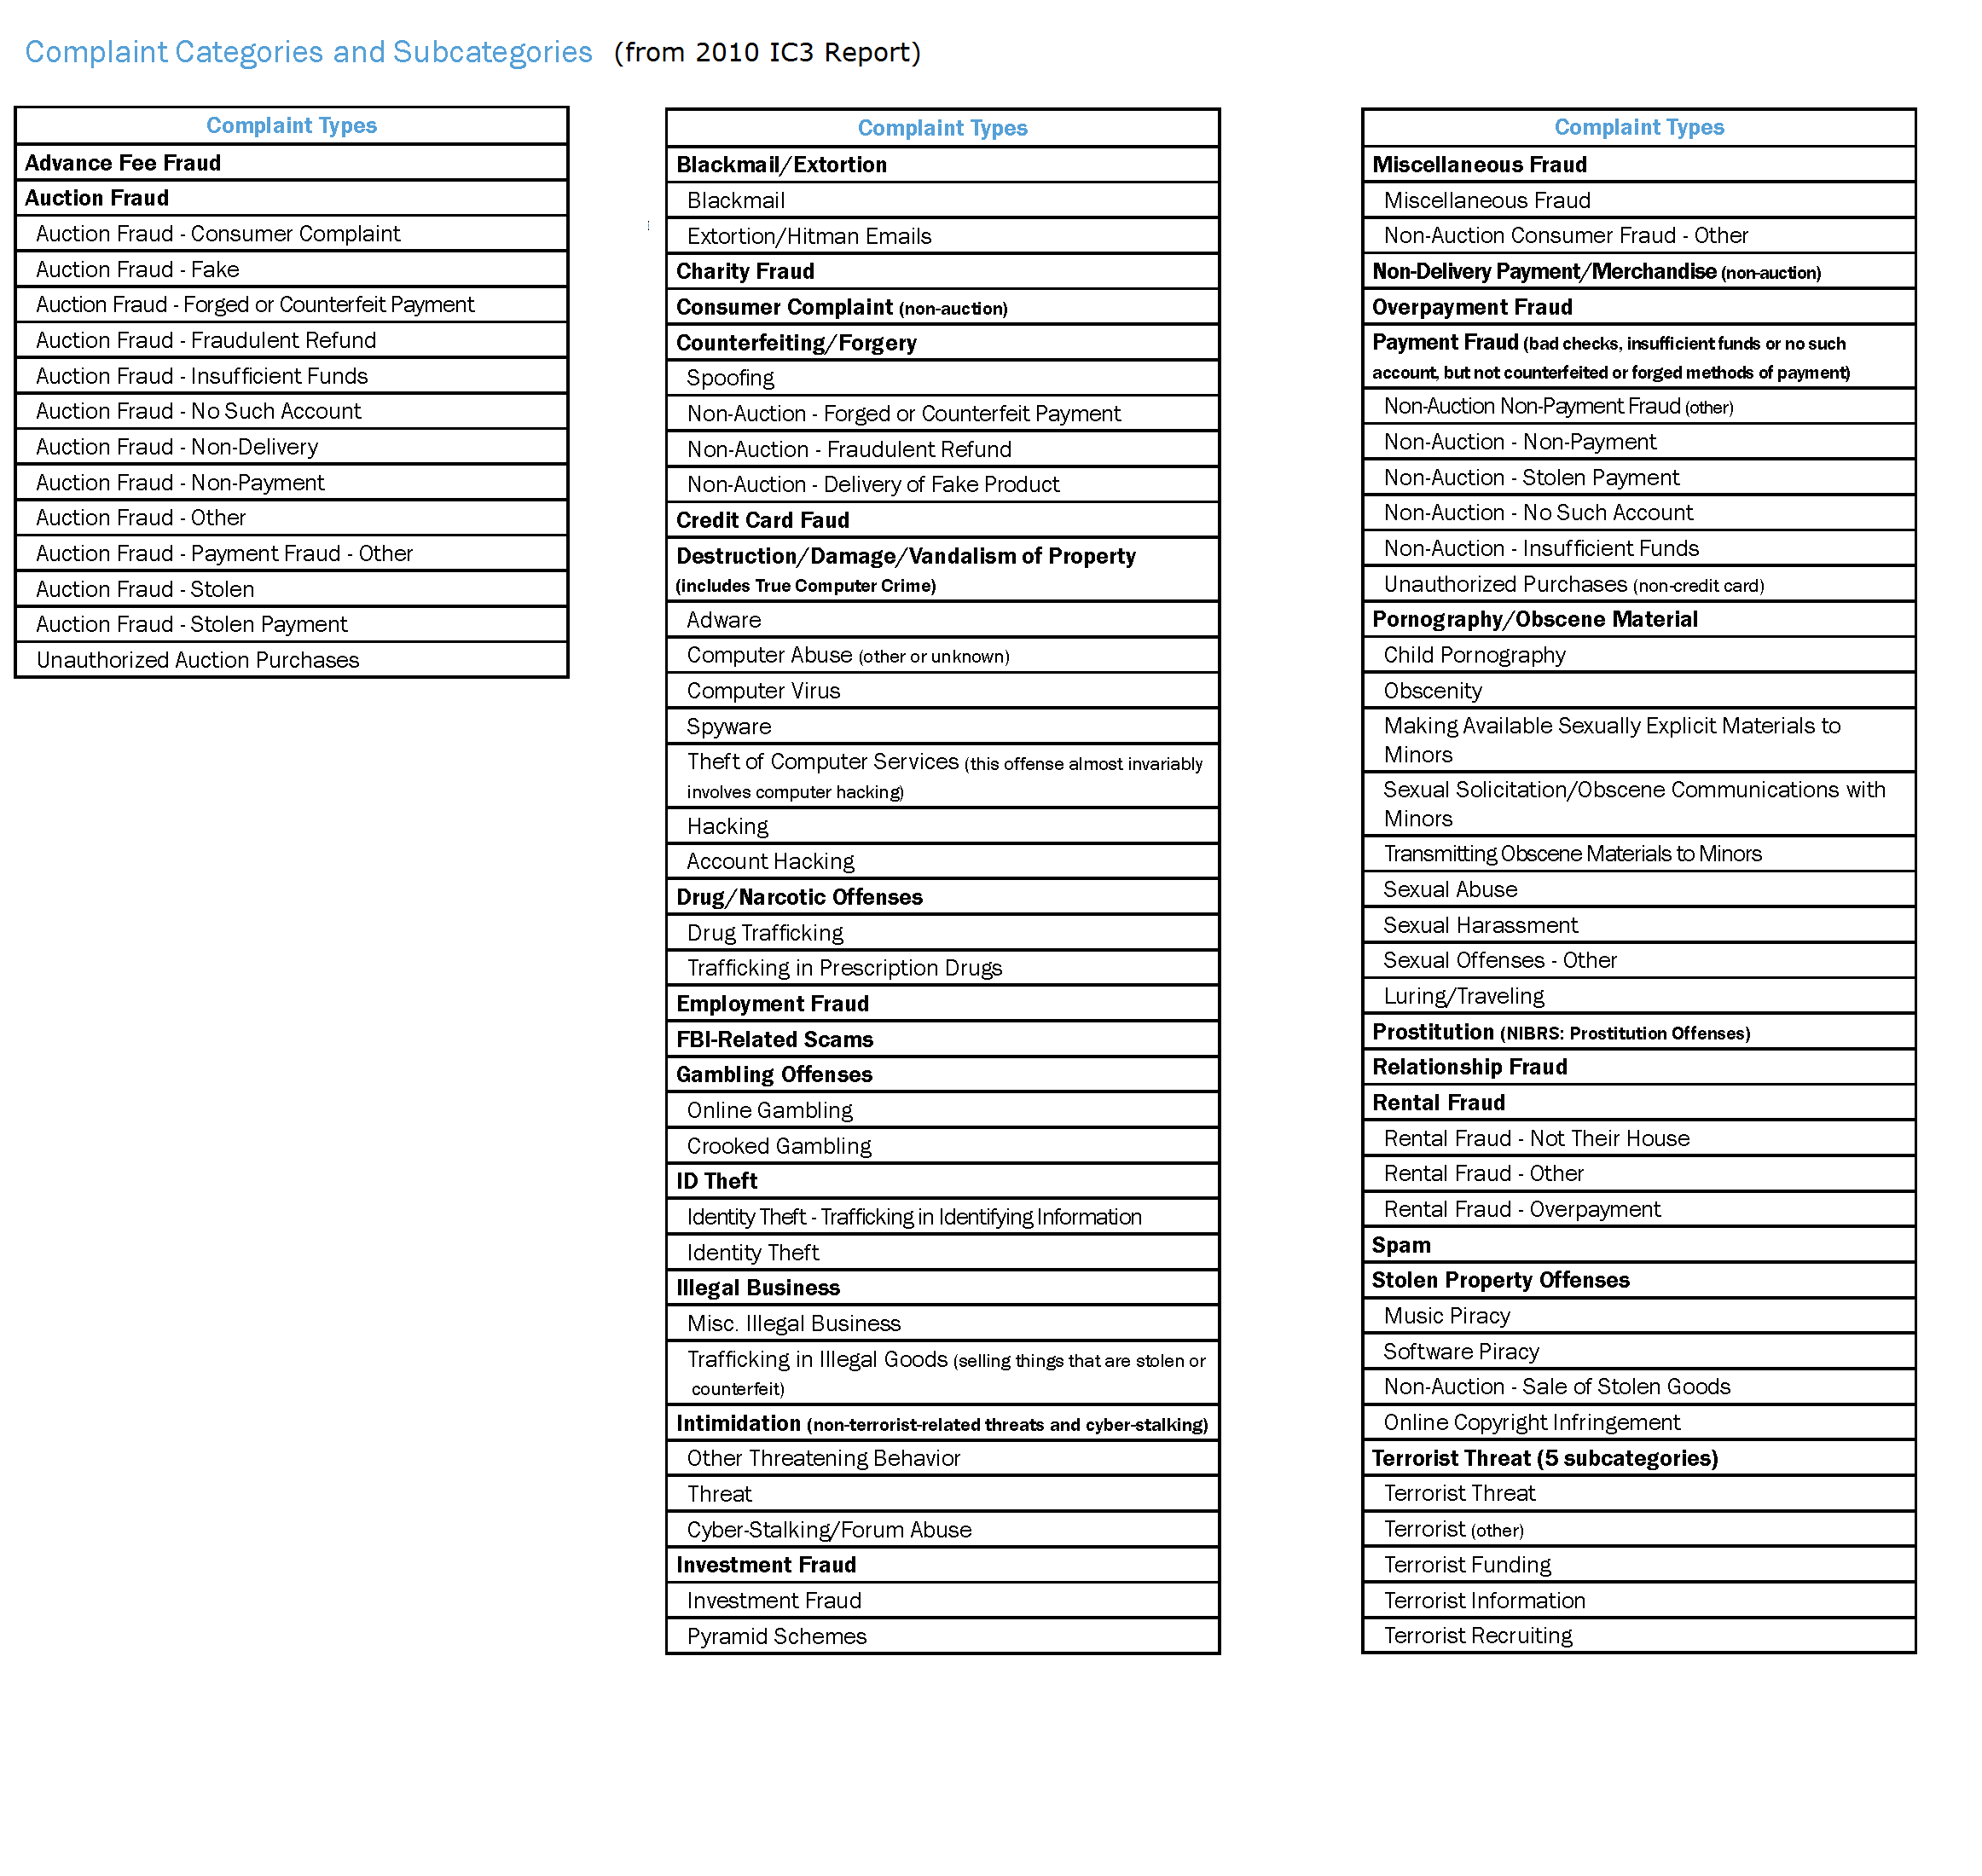 Complaint Categories and Subcategories (from 2010 IC3 Report)
Complaint Types
Advance Fee Fraud
Auction Fraud
Auction Fraud - Consumer Complaint
Auction Fraud - Fake
Auction Fraud - Forged or Counterfeit Payment
Auction Fraud - Fraudulent Refund
Auction Fraud - Insufficient Funds
Auction Fraud - No Such Account
Auction Fraud - Non-Delivery
Auction Fraud - Non-Payment
Auction Fraud - Other
Auction Fraud - Payment Fraud - Other
Auction Fraud - Stolen
Auction Fraud - Stolen Payment
Unauthorized Auction Purchases
Complaint Types
Blackmail/Extortion
Blackmail
Extortion/Hitman Emails
Charity Fraud
Consumer Complaint (non-auction)
Counterfeiting/Forgery
Spoofing
Non-Auction - Forged or Counterfeit Payment
Non-Auction - Fraudulent Refund
Non-Auction - Delivery of Fake Product
Credit Card Faud
Destruction/Damage/Vandalism of Property
(includes True Computer Crime)
Adware
Computer Abuse (other or unknown)
Computer Virus
Spyware
Theft of Computer Services (this offense almost invariably
involves computer hacking)
Hacking
Account Hacking
Drug/Narcotic Offenses
Drug Trafficking
Trafficking in Prescription Drugs
Employment Fraud
FBI-Related Scams
Gambling Offenses
Online Gambling
Crooked Gambling
ID Theft
Identity Theft - Trafficking in Identifying Information
Identity Theft
Illegal Business
Misc. Illegal Business
Trafficking in Illegal Goods (selling things that are stolen or
counterfeit)
Intimidation (non-terrorist-related threats and cyber-stalking)
Other Threatening Behavior
Threat
Cyber-Stalking/Forum Abuse
Investment Fraud
Investment Fraud
Pyramid Schemes
Complaint Types
Miscellaneous Fraud
Miscellaneous Fraud
Non-Auction Consumer Fraud - Other
Non-Delivery Payment/Merchandise (non-auction)
Overpayment Fraud
Payment Fraud (bad checks, insufficient funds or no such
account, but not counterfeited or forged methods of payment)
Non-Auction Non-Payment Fraud (other)
Non-Auction - Non-Payment
Non-Auction - Stolen Payment
Non-Auction - No Such Account
Non-Auction - Insufficient Funds
Unauthorized Purchases (non-credit card)
Pornography/Obscene Material
Child Pornography
Obscenity
Making Available Sexually Explicit Materials to
Minors
Sexual Solicitation/Obscene Communications with
Minors
Transmitting Obscene Materials to Minors
Sexual Abuse
Sexual Harassment
Sexual Offenses - Other
Luring/Traveling
Prostitution (NIBRS: Prostitution Offenses)
Relationship Fraud
Rental Fraud
Rental Fraud - Not Their House
Rental Fraud - Other
Rental Fraud - Overpayment
Spam
Stolen Property Offenses
Music Piracy
Software Piracy
Non-Auction - Sale of Stolen Goods
Online Copyright Infringement
Terrorist Threat (5 subcategories)
Terrorist Threat
Terrorist (other)
Terrorist Funding
Terrorist Information
Terrorist Recruiting